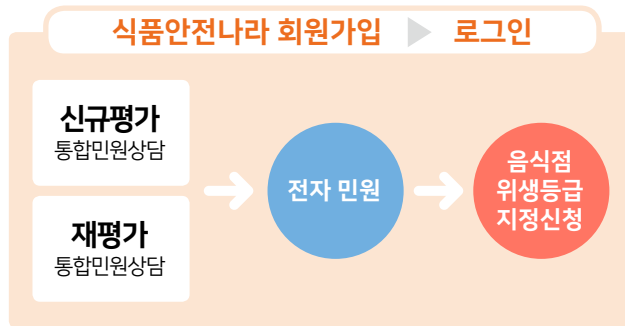 식품안전나라 회원가입 ▶ 로그인
신규평가
통합민원상담
재평가
통합민원상담
전자 민원
음식점
위생등급
지정신청